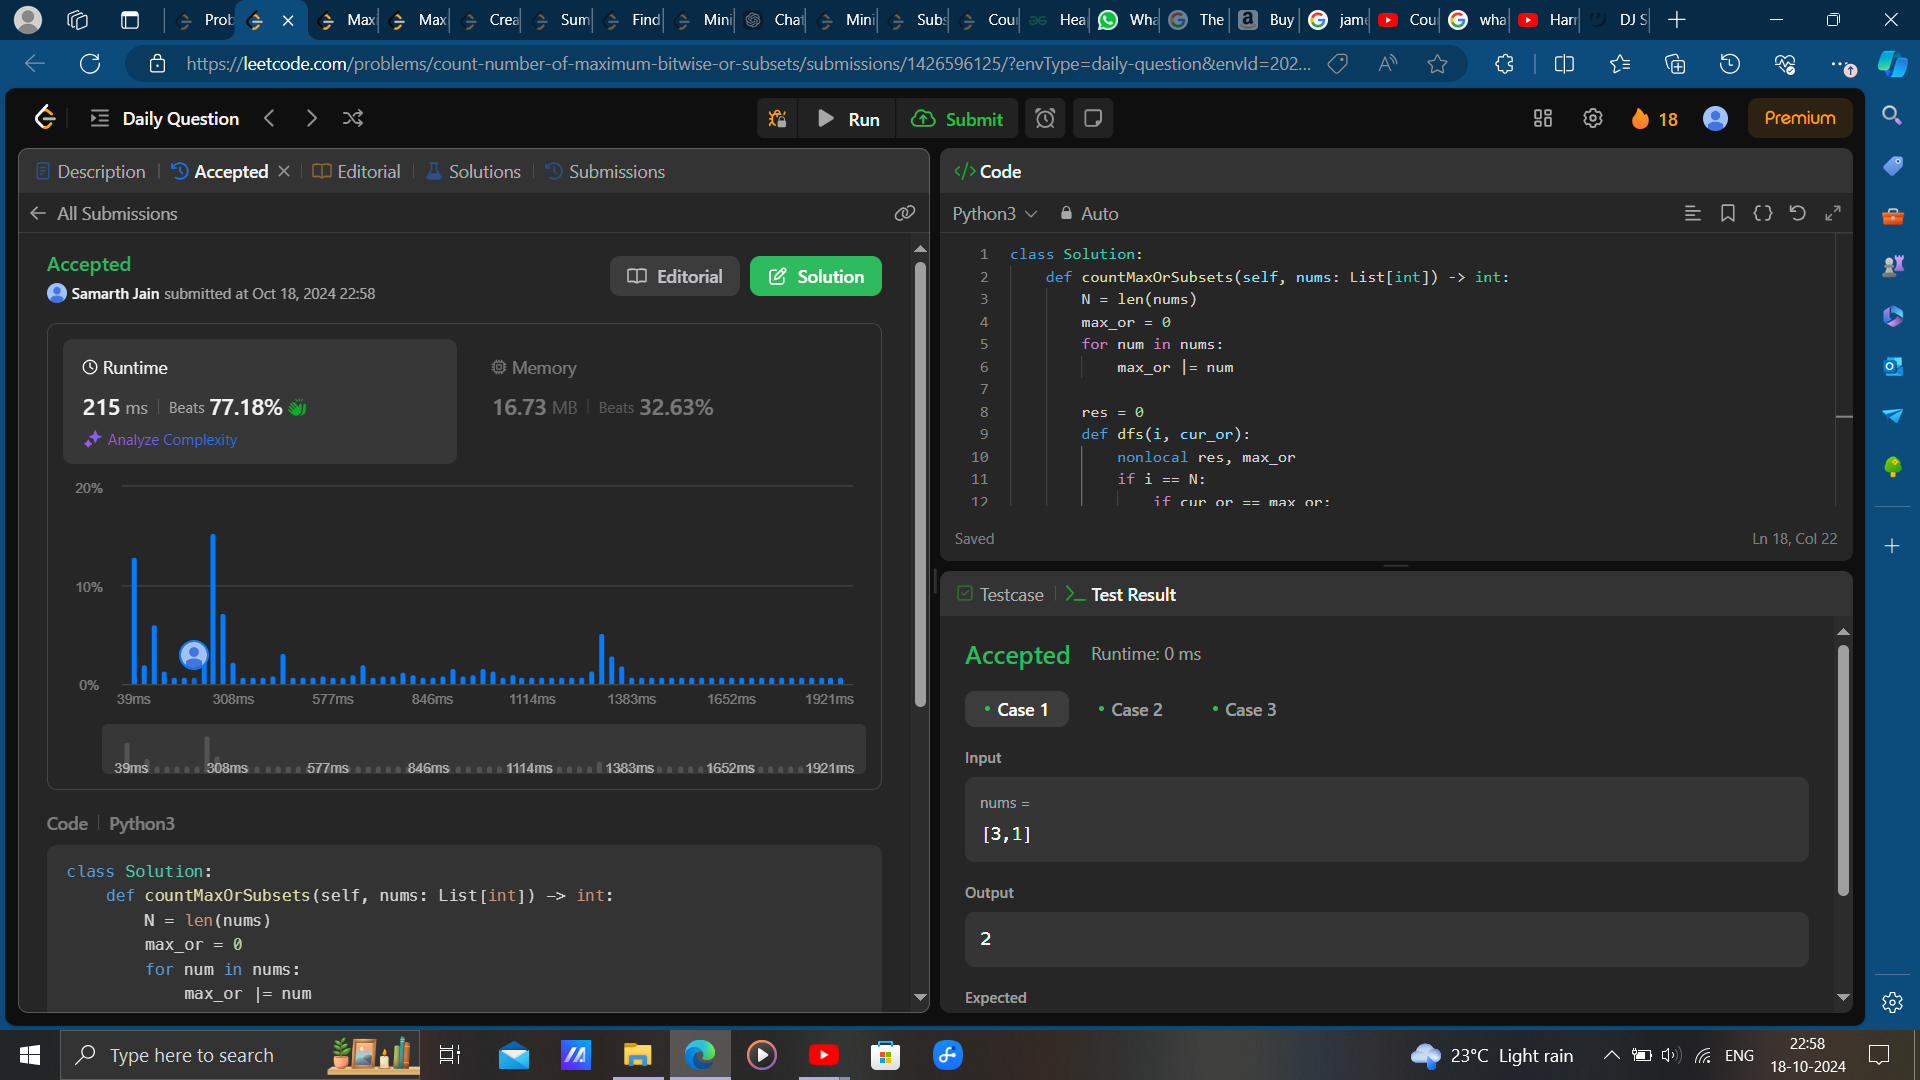 Prob
Max
Max
Crea
Sum
Find
Mini
Chat
Mini
Subs
Cour
Hea
Wha
The
Buy
jame
Cou
wha
Harr
DJ S
https://leetcode.com/problems/count-number-of-maximum-bitwise-or-subsets/submissions/1426596125/?envType=daily-question&envId=202...
Daily Question
Run
Submit
18
Premium
Description
Accepted
Editorial
Solutions
Submissions
All Submissions
Accepted
Samarth Jain submitted at Oct 18, 2024 22:58
Editorial
Solution
Runtime
215 ms | Beats 77.18%
Analyze Complexity
Memory
16.73 MB | Beats 32.63%
20%
10%
0%
39ms 308ms 577ms 846ms 1114ms 1383ms 1652ms 1921ms
39ms 308ms 577ms 846ms 1114ms 1383ms 1652ms 1921ms
Code | Python3
class Solution:
    def countMaxOrSubsets(self, nums: List[int]) -> int:
        N = len(nums)
        max_or = 0
        for num in nums:
            max_or |= num
</> Code
Python3
Auto
1 class Solution:
2     def countMaxOrSubsets(self, nums: List[int]) -> int:
3         N = len(nums)
4         max_or = 0
5         for num in nums:
6             max_or |= num
7
8         res = 0
9         def dfs(i, cur_or):
10             nonlocal res, max_or
11             if i == N:
12                 if cur_or == max_or:
Saved
Ln 18, Col 22
Testcase
Test Result
Accepted
Runtime: 0 ms
Case 1
Case 2
Case 3
Input
nums =
[3,1]
Output
2
Expected
Type here to search
23°C Light rain
ENG
22:58
18-10-2024